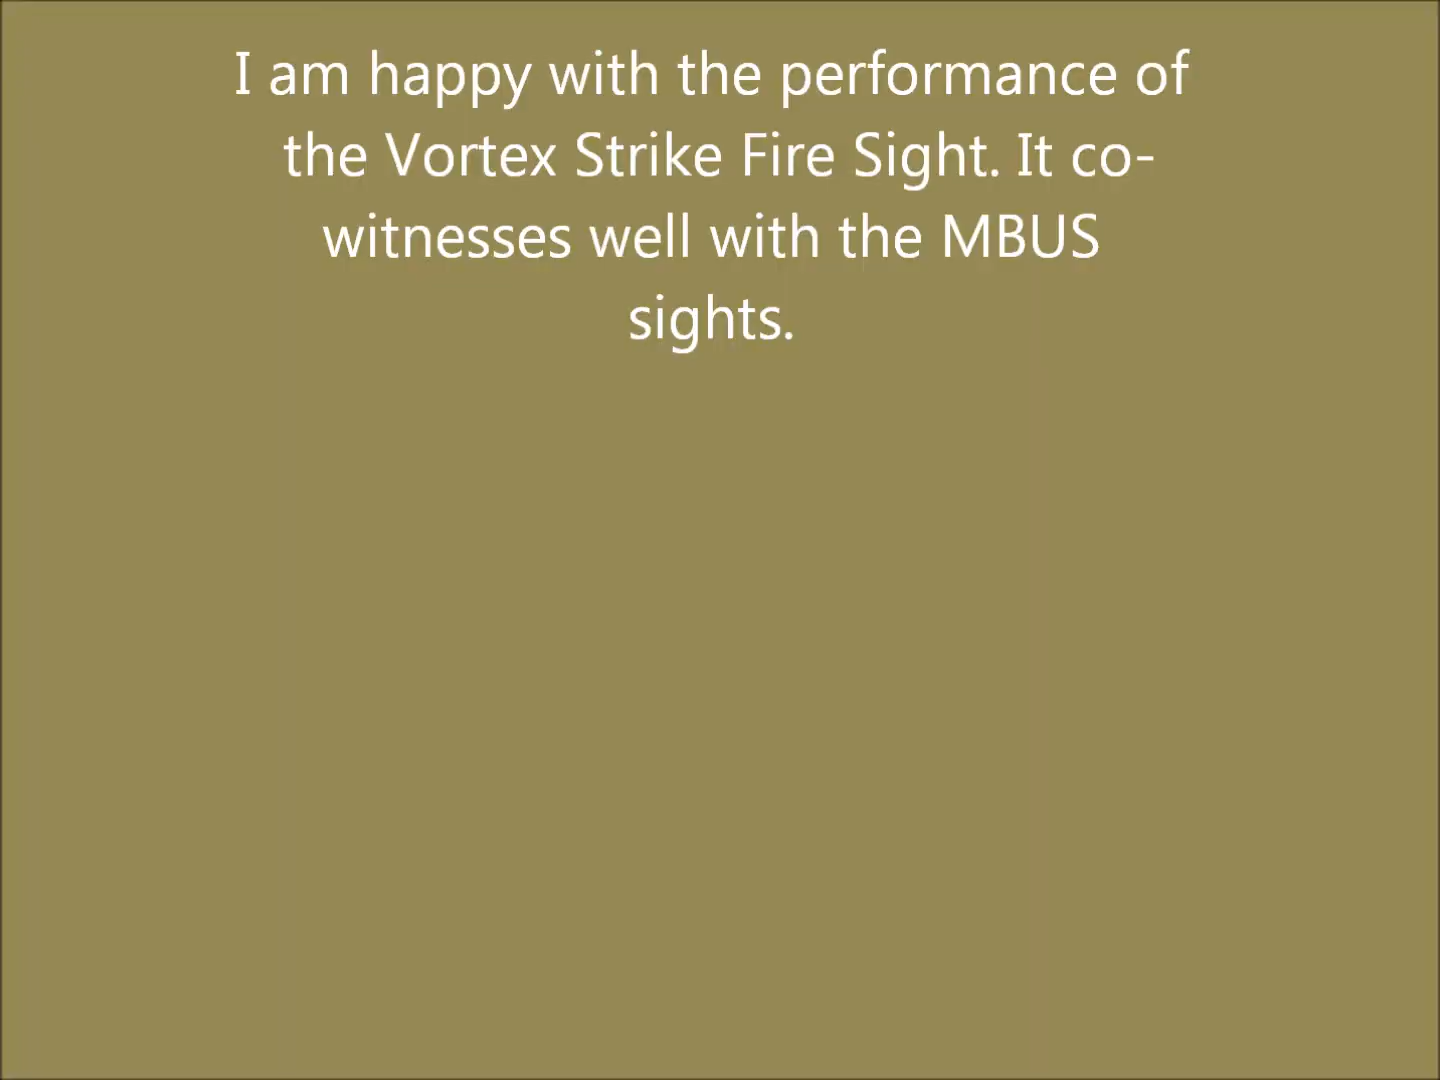 I am happy with the performance of
the Vortex Strike Fire Sight. It co-
witnesses well with the MBUS
sights.